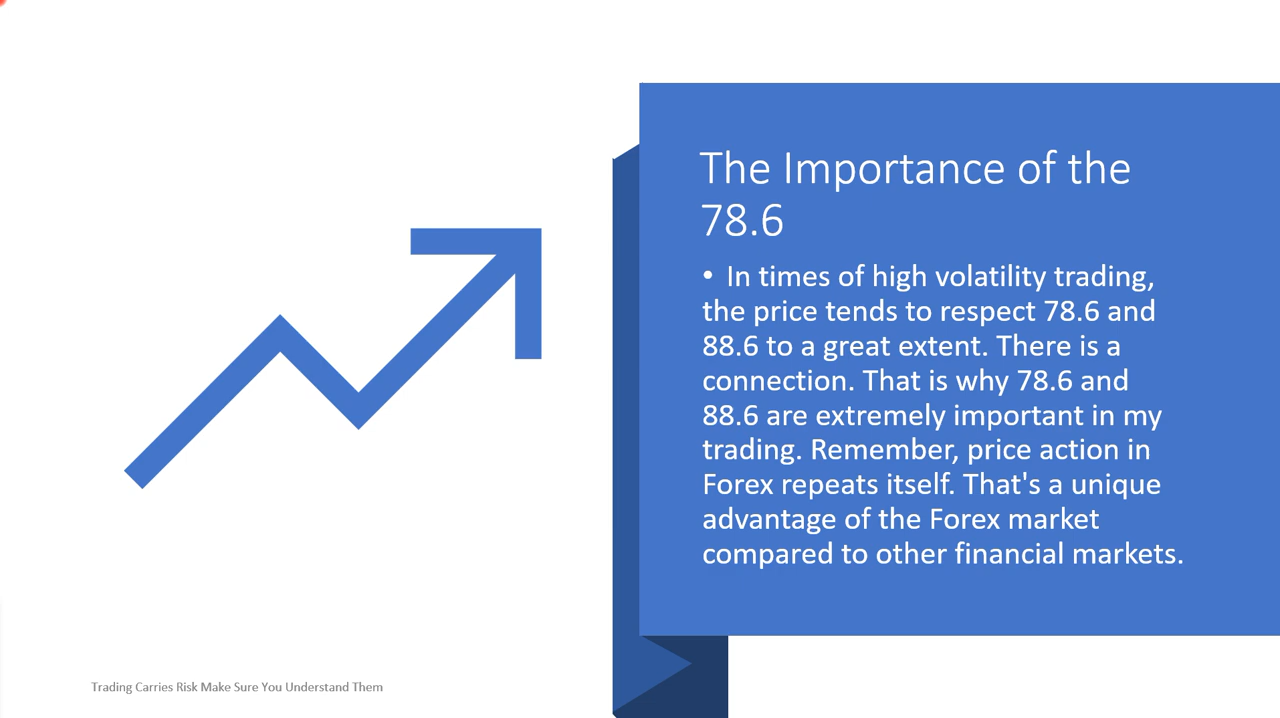 The Importance of the
78.6
• In times of high volatility trading,
the price tends to respect 78.6 and
88.6 to a great extent. There is a
connection. That is why 78.6 and
88.6 are extremely important in my
trading. Remember, price action in
Forex repeats itself. That's a unique
advantage of the Forex market
compared to other financial markets.
Trading Carries Risk Make Sure You Understand Them